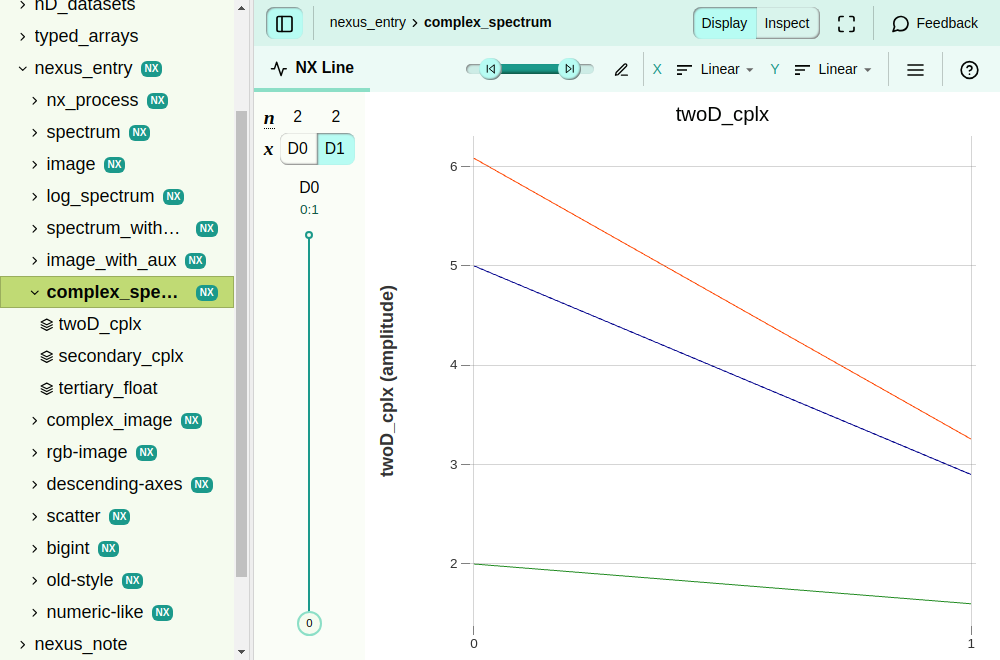 nD_datasets
typed_arrays
nexus_entry NX
nx_process NX
spectrum NX
image NX
log_spectrum NX
spectrum_with… NX
image_with_aux NX
complex_spe… NX
twoD_cplx
secondary_cplx
tertiary_float
complex_image NX
rgb-image NX
descending-axes NX
scatter NX
bigint NX
old-style NX
numeric-like NX
nexus_note
nexus_entry › complex_spectrum
Display Inspect
Feedback
NX Line
X Linear
Y Linear
n 2 2
x D0 D1
D0
0:1
0
twoD_cplx
twoD_cplx (amplitude)
6
5
4
3
2
0 1